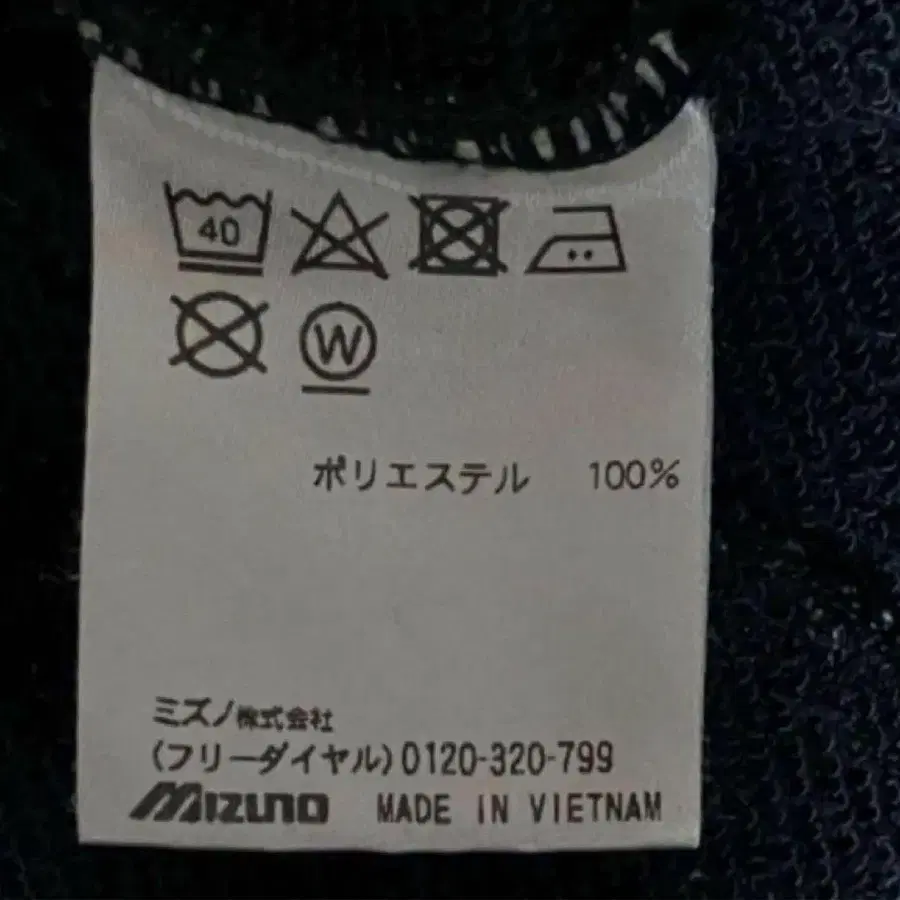 40
W
ポリエステル 100%
ミズノ株式会社
(フリーダイヤル)0120-320-799
MIZUNO MADE IN VIETNAM